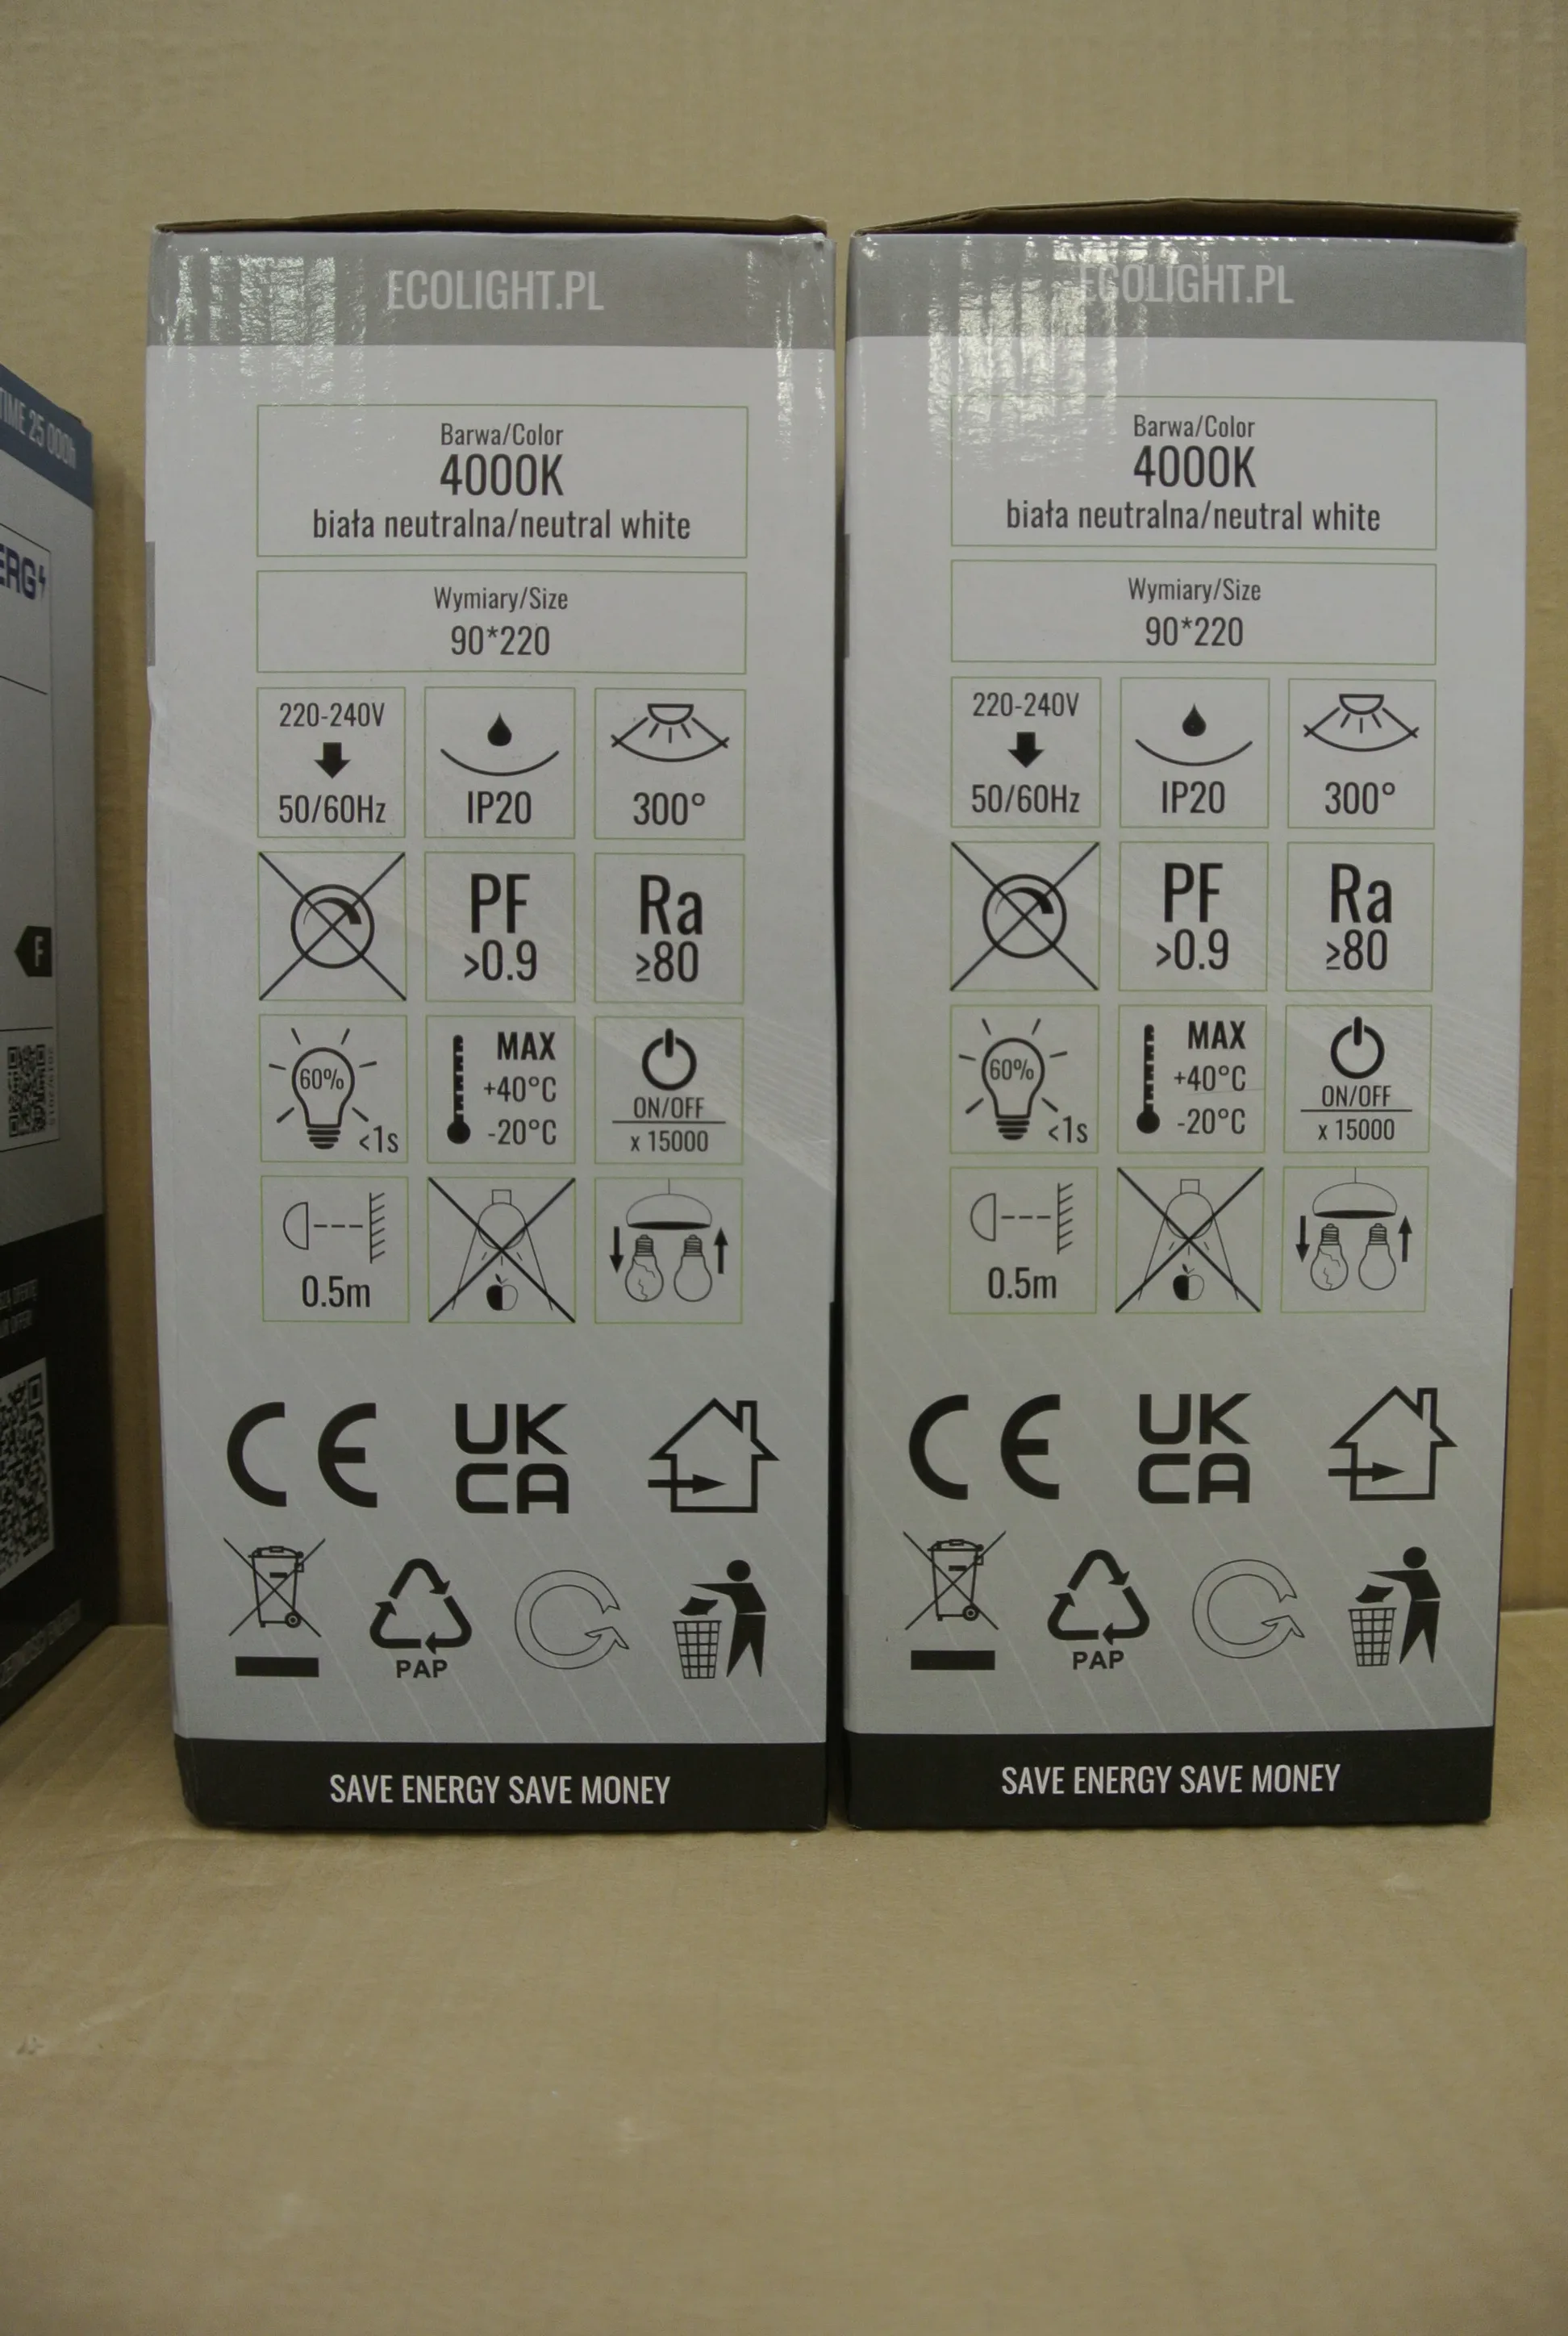 TIME 25 000h
ERG
F
ECOLIGHT.PL
Barwa/Color
4000K
biała neutralna/neutral white
Wymiary/Size
90*220
220-240V
50/60Hz
IP20
300°
PF
>0.9
Ra
≥80
60%
<1s
MAX
+40°C
-20°C
ON/OFF
x 15000
0.5m
CE
UK
CA
PAP
SAVE ENERGY SAVE MONEY
ECOLIGHT.PL
Barwa/Color
4000K
biała neutralna/neutral white
Wymiary/Size
90*220
220-240V
50/60Hz
IP20
300°
PF
>0.9
Ra
≥80
60%
<1s
MAX
+40°C
-20°C
ON/OFF
x 15000
0.5m
CE
UK
CA
PAP
SAVE ENERGY SAVE MONEY